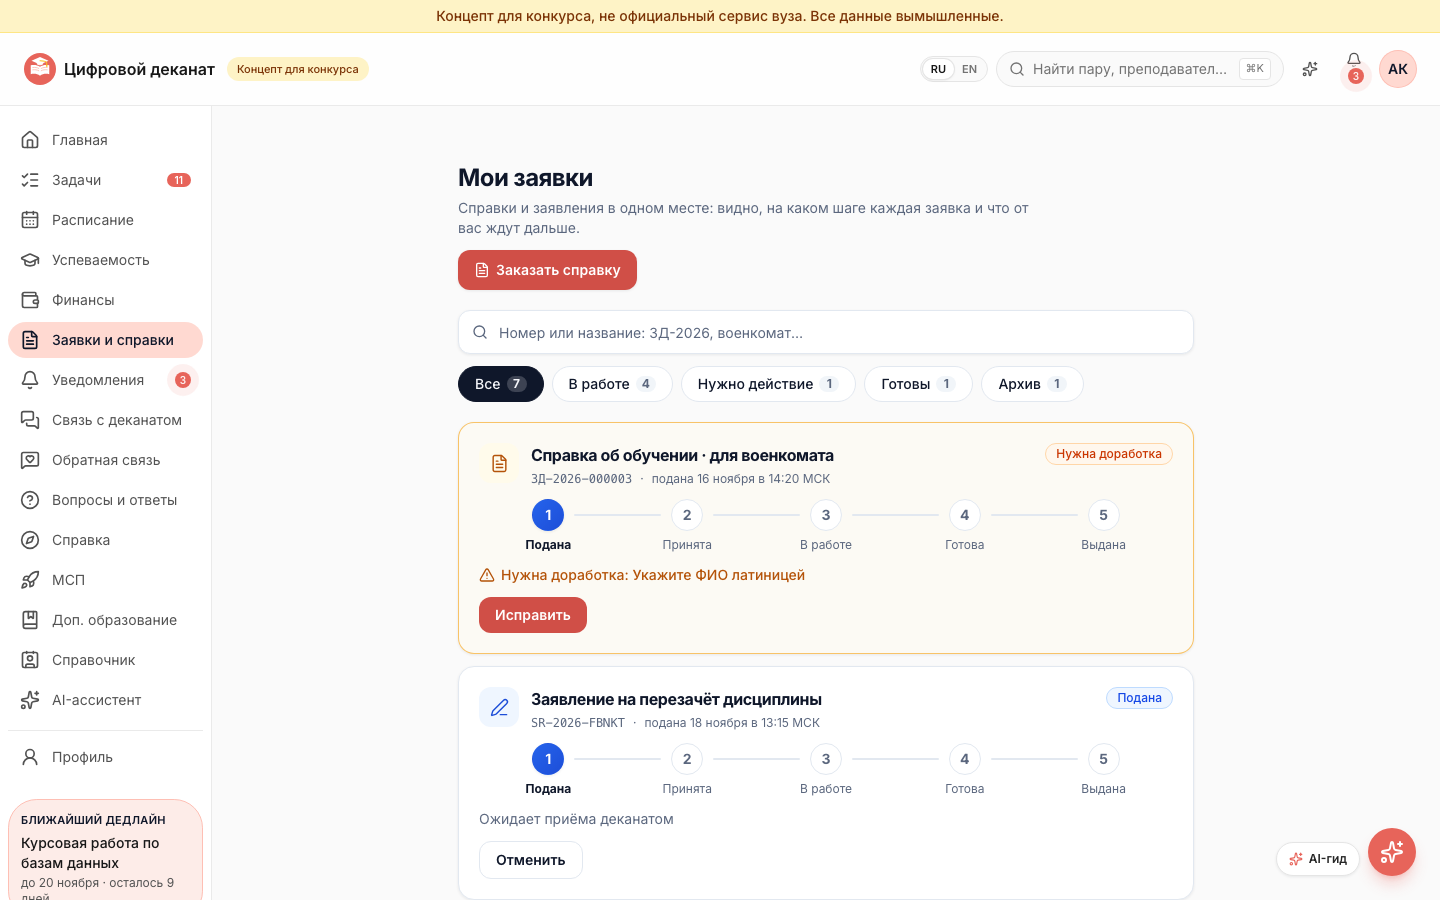 Концепт для конкурса, не официальный сервис вуза. Все данные вымышленные.
Цифровой деканат
Концепт для конкурса
RU EN
Найти пару, преподавател... ⌘K
3
АК
Главная
Задачи 11
Расписание
Успеваемость
Финансы
Заявки и справки
Уведомления 3
Связь с деканатом
Обратная связь
Вопросы и ответы
Справка
МСП
Доп. образование
Справочник
AI-ассистент
Профиль
БЛИЖАЙШИЙ ДЕДЛАЙН
Курсовая работа по
базам данных
до 20 ноября · осталось 9
дней
Мои заявки
Справки и заявления в одном месте: видно, на каком шаге каждая заявка и что от
вас ждут дальше.
Заказать справку
Номер или название: ЗД-2026, военкомат...
Все 7
В работе 4
Нужно действие 1
Готовы 1
Архив 1
Справка об обучении · для военкомата
Нужна доработка
ЗД-2026-000003 · подана 16 ноября в 14:20 МСК
1 2 3 4 5
Подана Принята В работе Готова Выдана
Нужна доработка: Укажите ФИО латиницей
Исправить
Заявление на перезачёт дисциплины
Подана
SR-2026-FBNKT · подана 18 ноября в 13:15 МСК
1 2 3 4 5
Подана Принята В работе Готова Выдана
Ожидает приёма деканатом
Отменить
AI-гид